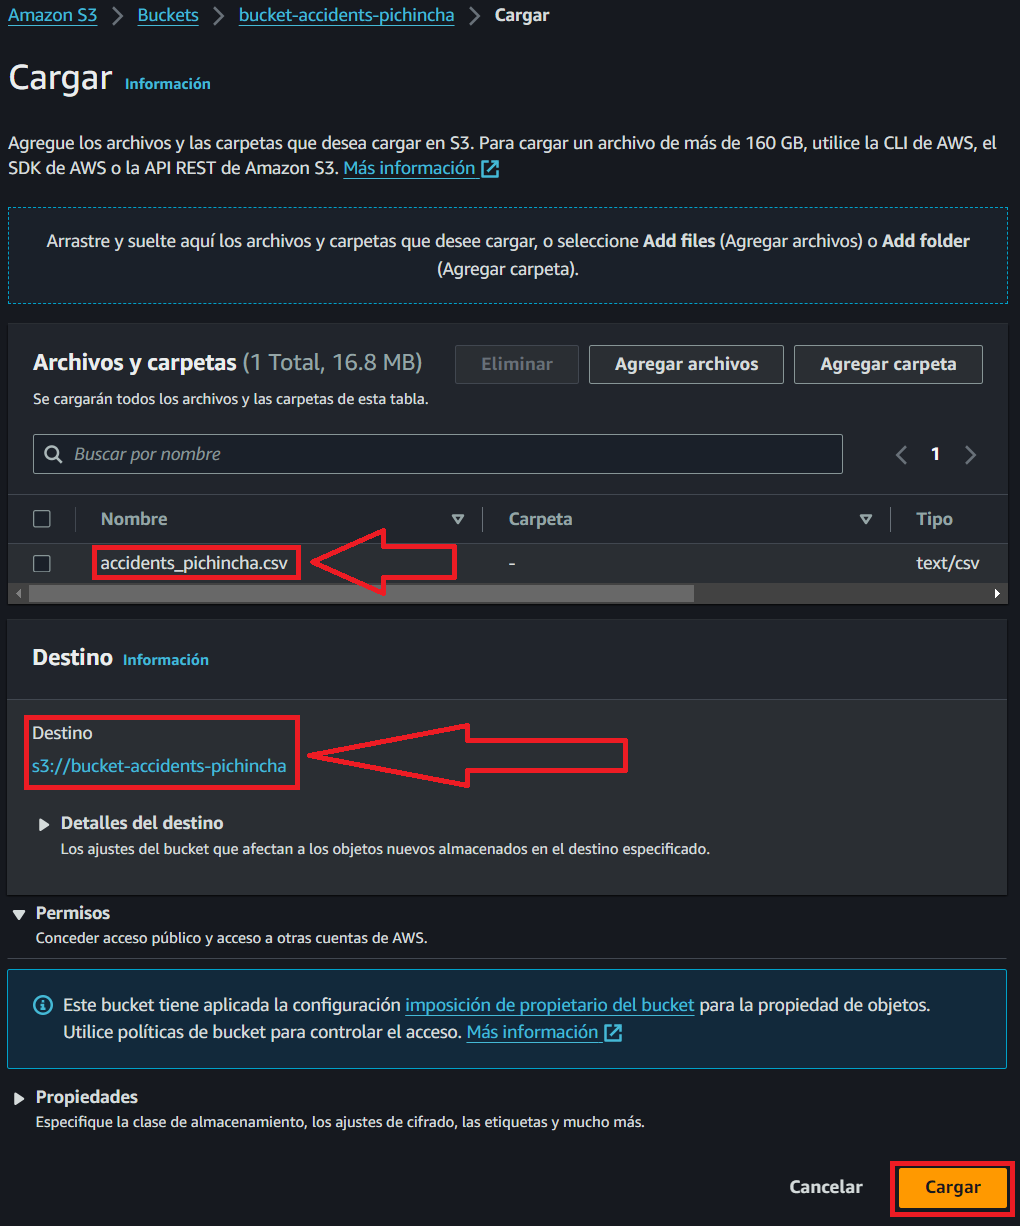 Amazon S3 > Buckets > bucket-accidents-pichincha > Cargar
Cargar Información
Agregue los archivos y las carpetas que desea cargar en S3. Para cargar un archivo de más de 160 GB, utilice la CLI de AWS, el
SDK de AWS o la API REST de Amazon S3. Más información
Arrastre y suelte aquí los archivos y carpetas que desee cargar, o seleccione Add files (Agregar archivos) o Add folder
(Agregar carpeta).
Archivos y carpetas (1 Total, 16.8 MB) Eliminar Agregar archivos Agregar carpeta
Se cargarán todos los archivos y las carpetas de esta tabla.
Buscar por nombre 1
Nombre Carpeta Tipo
accidents_pichincha.csv - text/csv
Destino Información
Destino
s3://bucket-accidents-pichincha
Detalles del destino
Los ajustes del bucket que afectan a los objetos nuevos almacenados en el destino especificado.
Permisos
Conceder acceso público y acceso a otras cuentas de AWS.
Este bucket tiene aplicada la configuración imposición de propietario del bucket para la propiedad de objetos.
Utilice políticas de bucket para controlar el acceso. Más información
Propiedades
Especifique la clase de almacenamiento, los ajustes de cifrado, las etiquetas y mucho más.
Cancelar Cargar